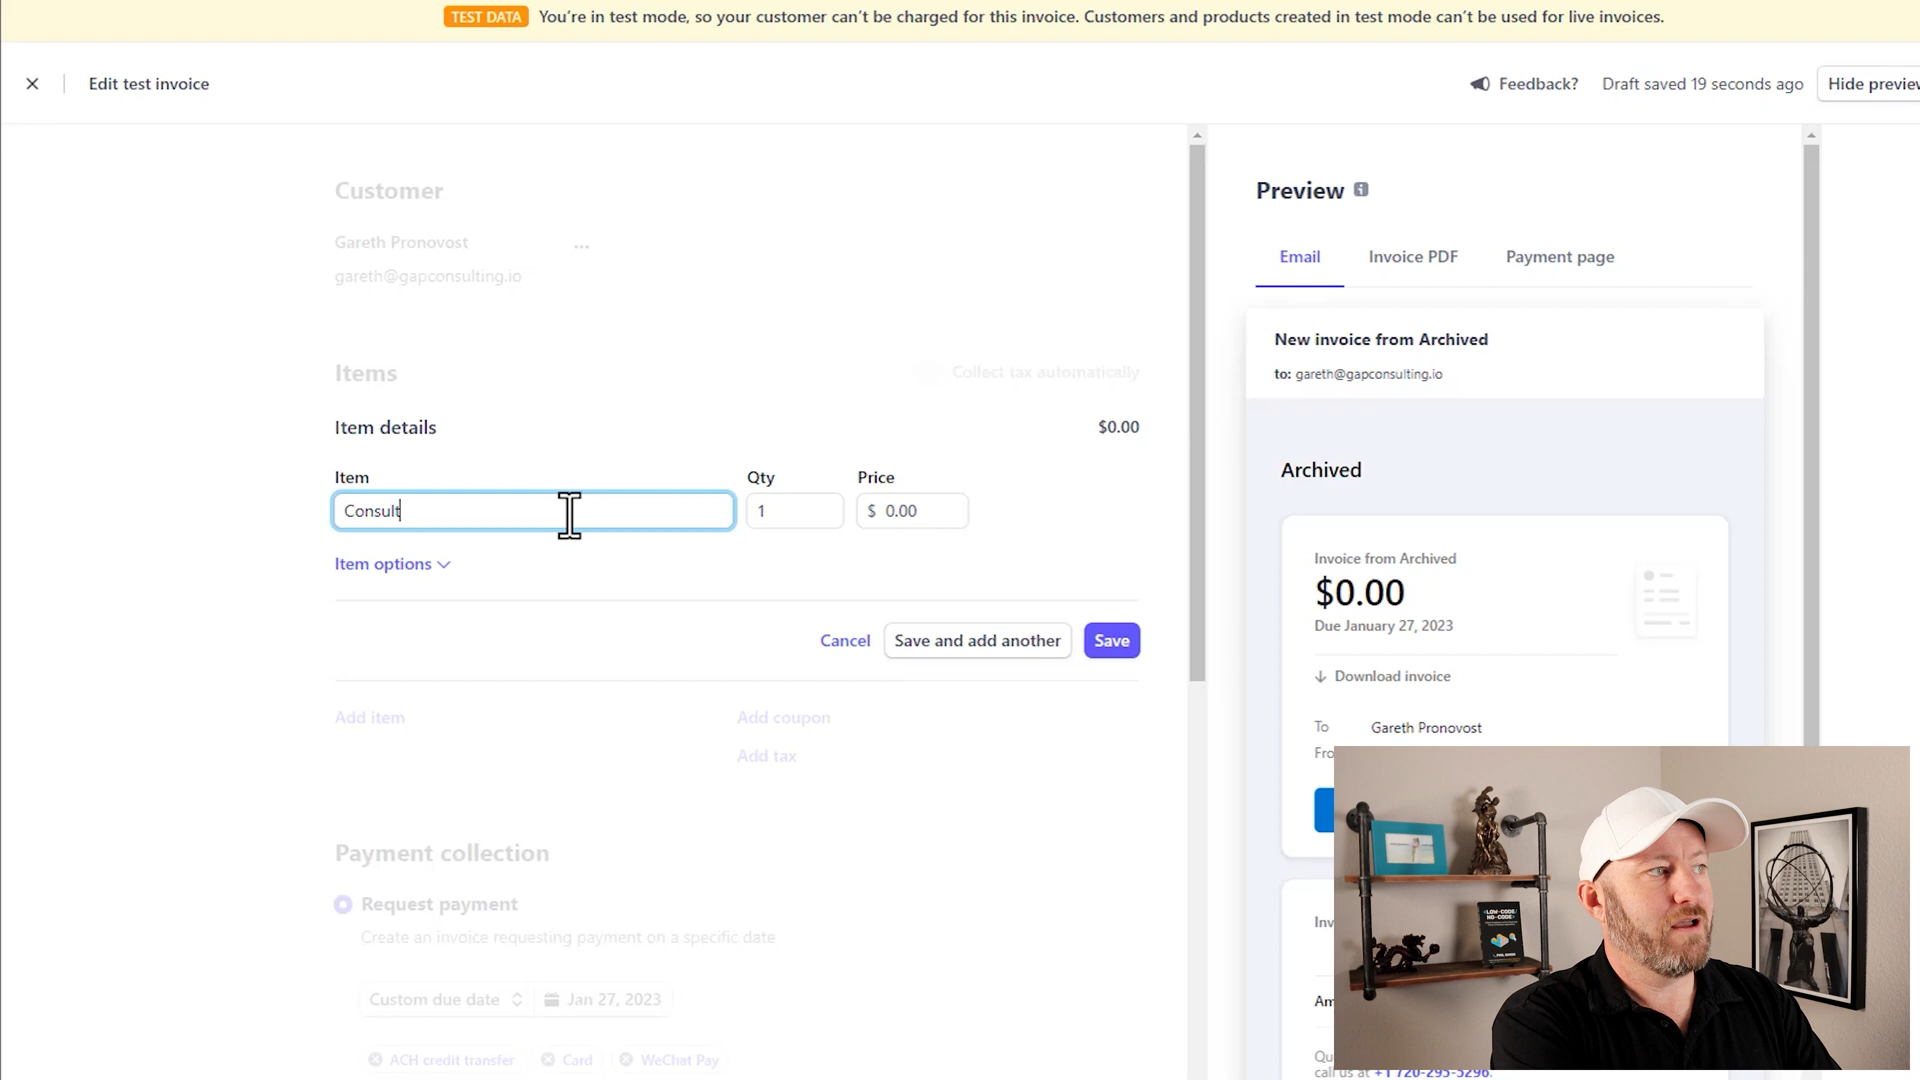 TEST DATA You're in test mode, so your customer can't be charged for this invoice. Customers and products created in test mode can't be used for live invoices.
Edit test invoice
Feedback? Draft saved 19 seconds ago Hide preview
Customer
Gareth Pronovost ...
gareth@gapconsulting.io
Items
Collect tax automatically
Item details $0.00
Item Qty Price
Consult 1 $ 0.00
Item options
Cancel Save and add another Save
Add item Add coupon
Add tax
Payment collection
Request payment
Create an invoice requesting payment on a specific date
Custom due date Jan 27, 2023
ACH credit transfer Card WeChat Pay
Preview
Email Invoice PDF Payment page
New invoice from Archived
to: gareth@gapconsulting.io
Archived
Invoice from Archived
$0.00
Due January 27, 2023
Download invoice
To Gareth Pronovost
Fro
Inv
Am
Qu
call us at +1 720-295-5296.
LOW-CODE/
NO-CODE